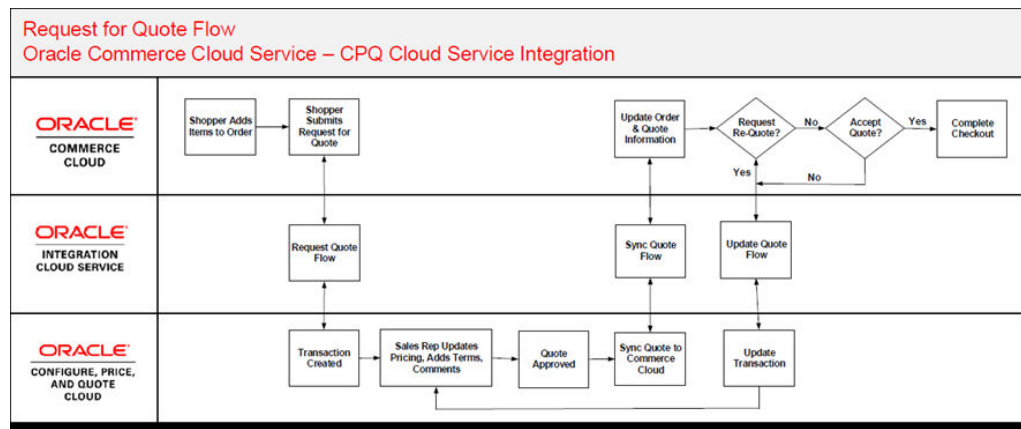 Request for Quote Flow
Oracle Commerce Cloud Service – CPQ Cloud Service Integration
ORACLE®
COMMERCE
CLOUD
Shopper Adds
Items to Order
Shopper
Submits
Request for
Quote
Update Order
& Quote
Information
Request
Re-Quote?
No
Accept
Quote?
Yes
Complete
Checkout
Yes
No
ORACLE®
INTEGRATION
CLOUD SERVICE
Request Quote
Flow
Sync Quote
Flow
Update Quote
Flow
ORACLE®
CONFIGURE, PRICE,
AND QUOTE
CLOUD
Transaction
Created
Sales Rep Updates
Pricing, Adds Terms,
Comments
Quote
Approved
Sync Quote to
Commerce
Cloud
Update
Transaction